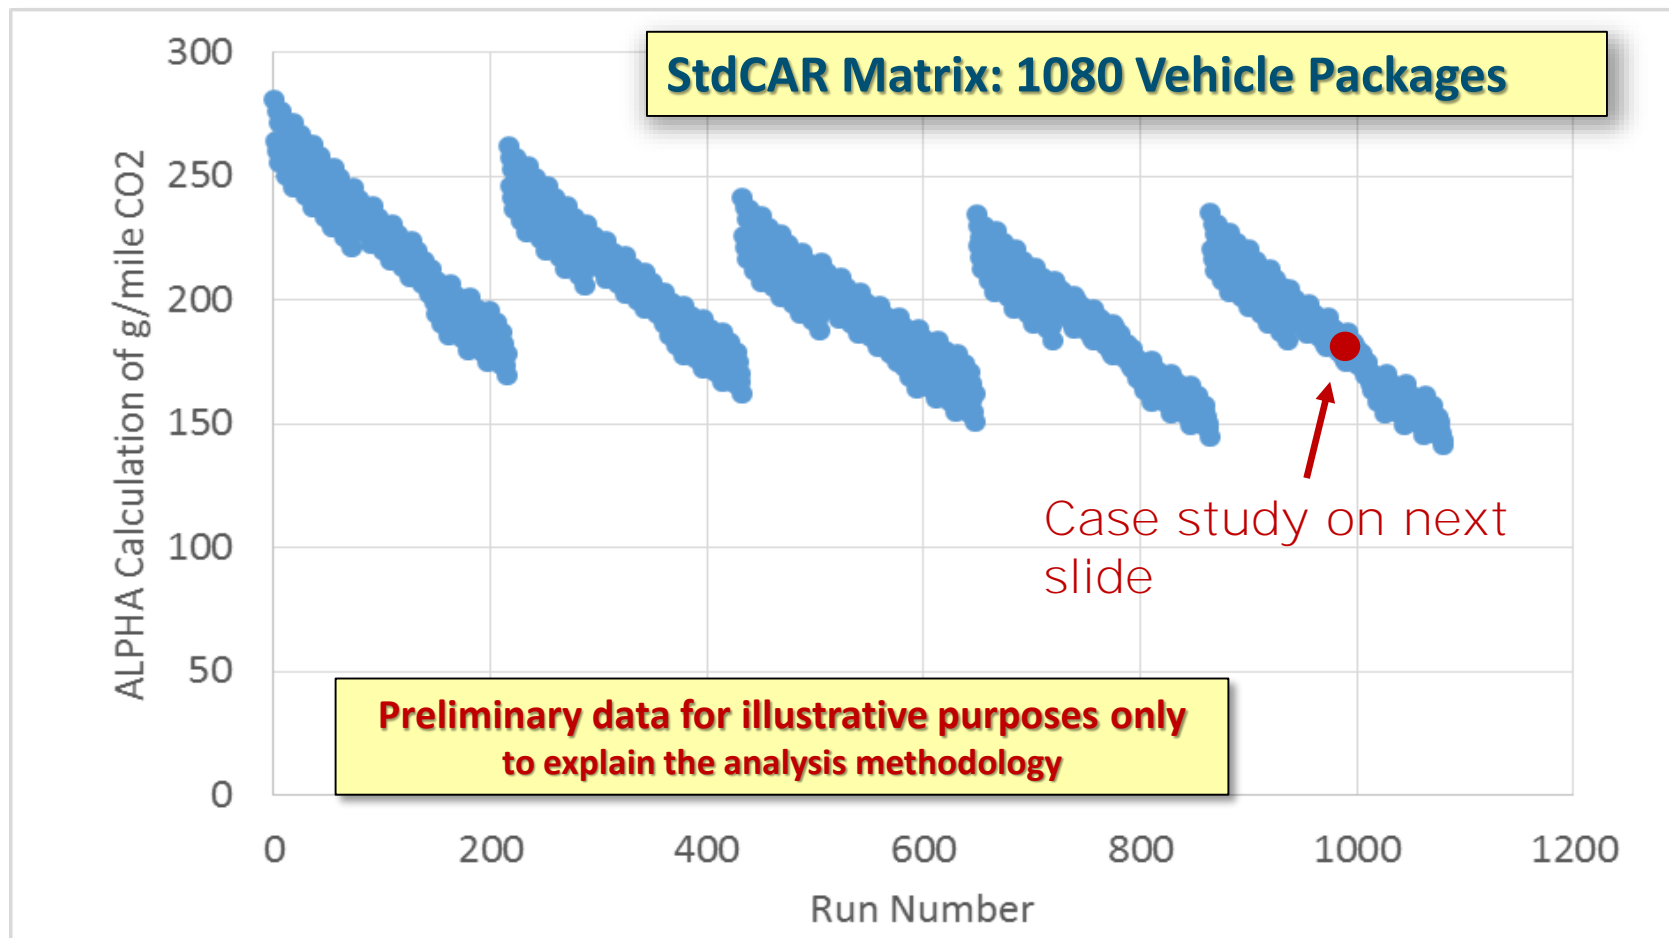 StdCAR Matrix: 1080 Vehicle Packages
300
250
200
150
100
50
0
ALPHA Calculation of g/mile CO2
Case study on next
slide
Preliminary data for illustrative purposes only
to explain the analysis methodology
0 200 400 600 800 1000 1200
Run Number